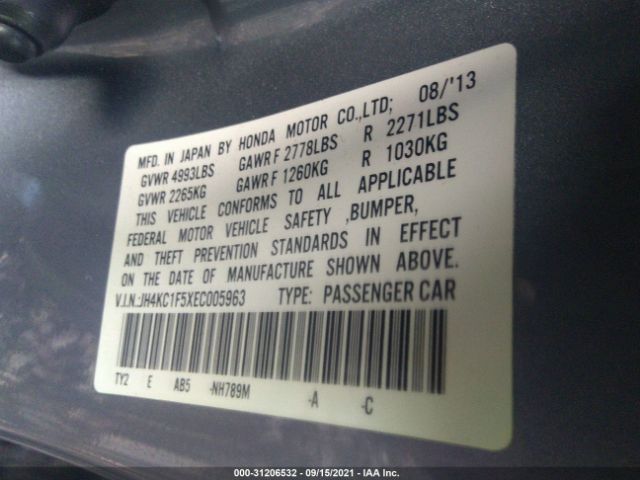 MFD. IN JAPAN BY HONDA MOTOR CO.,LTD; 08/'13
GVWR 4993LBS GAWR F 2778LBS R 2271LBS
GVWR 2265KG GAWR F 1260KG R 1030KG
THIS VEHICLE CONFORMS TO ALL APPLICABLE
FEDERAL MOTOR VEHICLE SAFETY ,BUMPER,
AND THEFT PREVENTION STANDARDS IN EFFECT
ON THE DATE OF MANUFACTURE SHOWN ABOVE.
V.I.N.:JH4KC1F5XEC005963 TYPE: PASSENGER CAR
TY2 E AB5 -NH789M -A -C
000-31206532 - 09/15/2021 - IAA Inc.